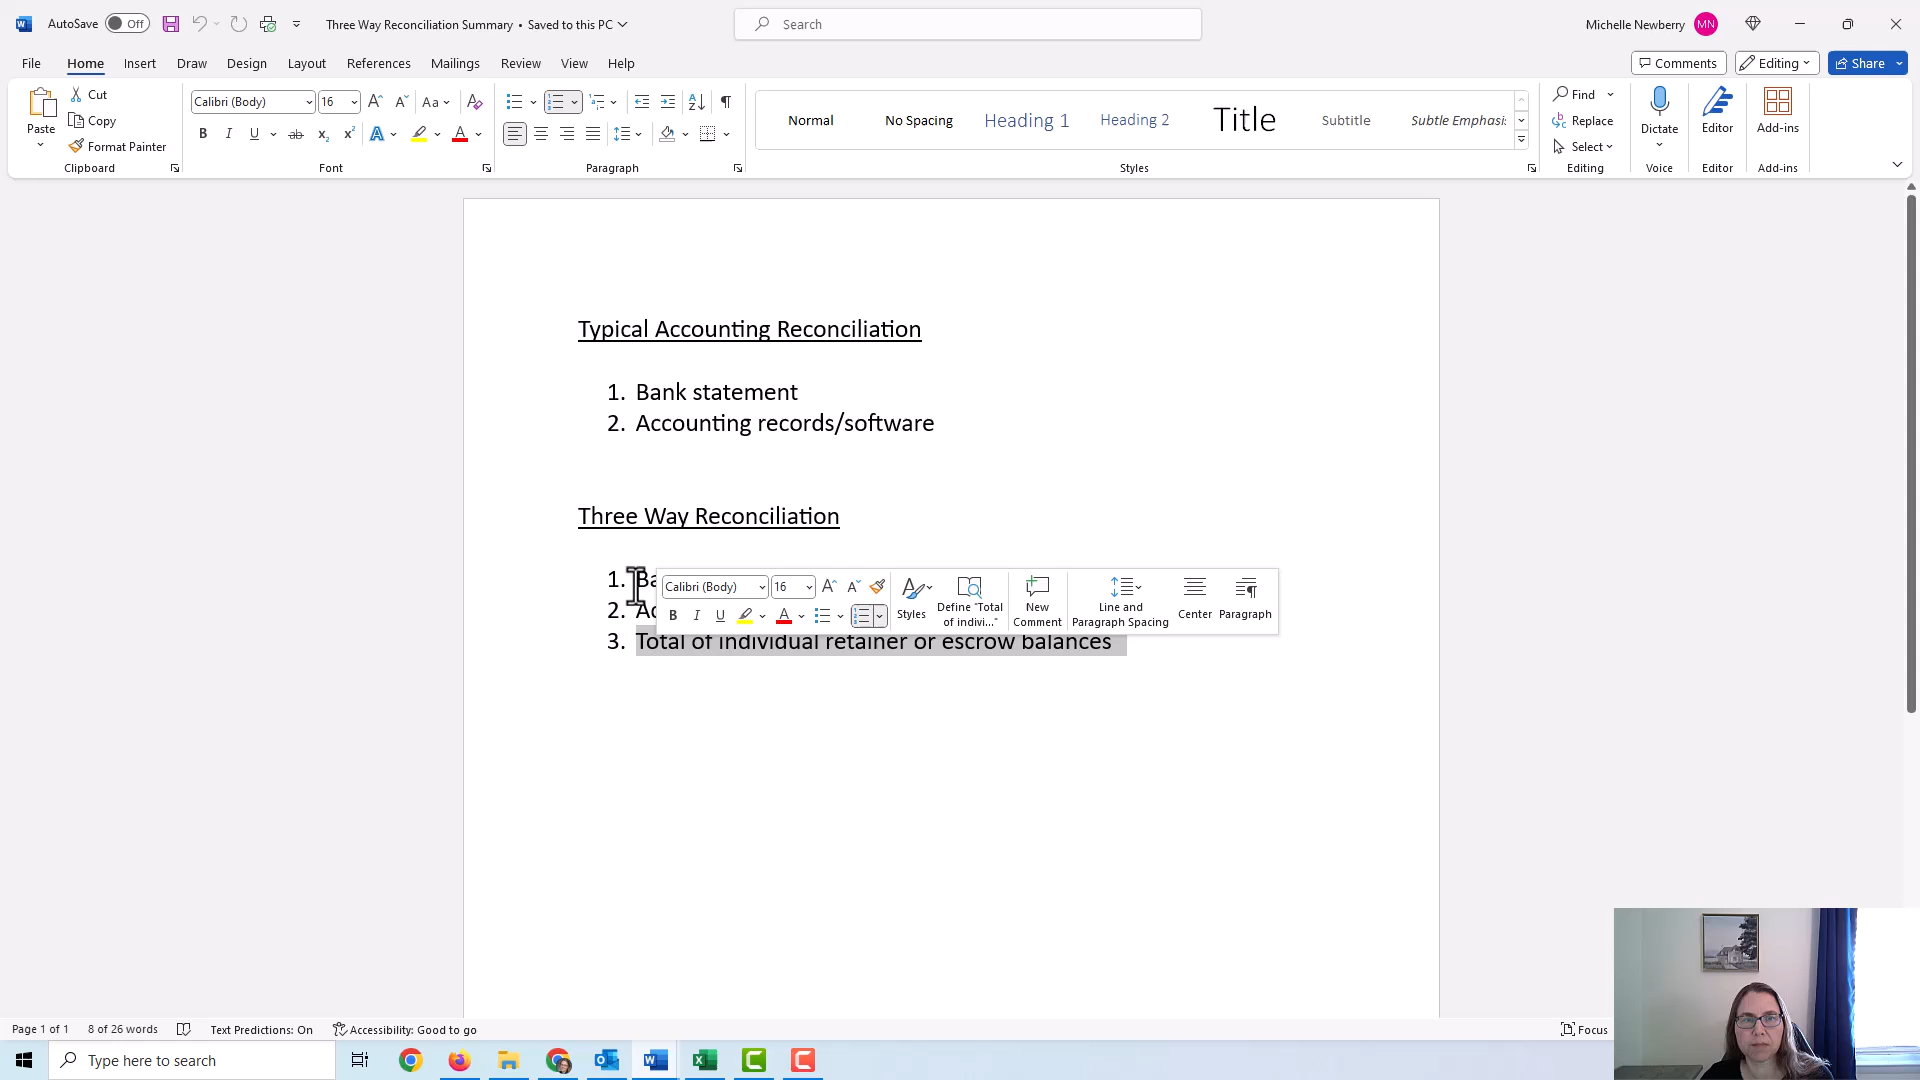 AutoSave Off Three Way Reconciliation Summary • Saved to this PC Search Michelle Newberry MN
File Home Insert Draw Design Layout References Mailings Review View Help Comments Editing Share
Paste Cut Copy Format Painter Clipboard
Calibri (Body) 16 Aa Font
Paragraph
Normal No Spacing Heading 1 Heading 2 Title Subtitle Subtle Emphasis Styles
Find Replace Select Editing
Dictate Voice
Editor Editor
Add-ins Add-ins
Typical Accounting Reconciliation
1. Bank statement
2. Accounting records/software
Three Way Reconciliation
1. Ba
2. Ac
3. Total of individual retainer or escrow balances
Calibri (Body) 16
B I U A Styles Define "Total of indivi..." New Comment Line and Paragraph Spacing Center Paragraph
Page 1 of 1 8 of 26 words Text Predictions: On Accessibility: Good to go Focus
Type here to search